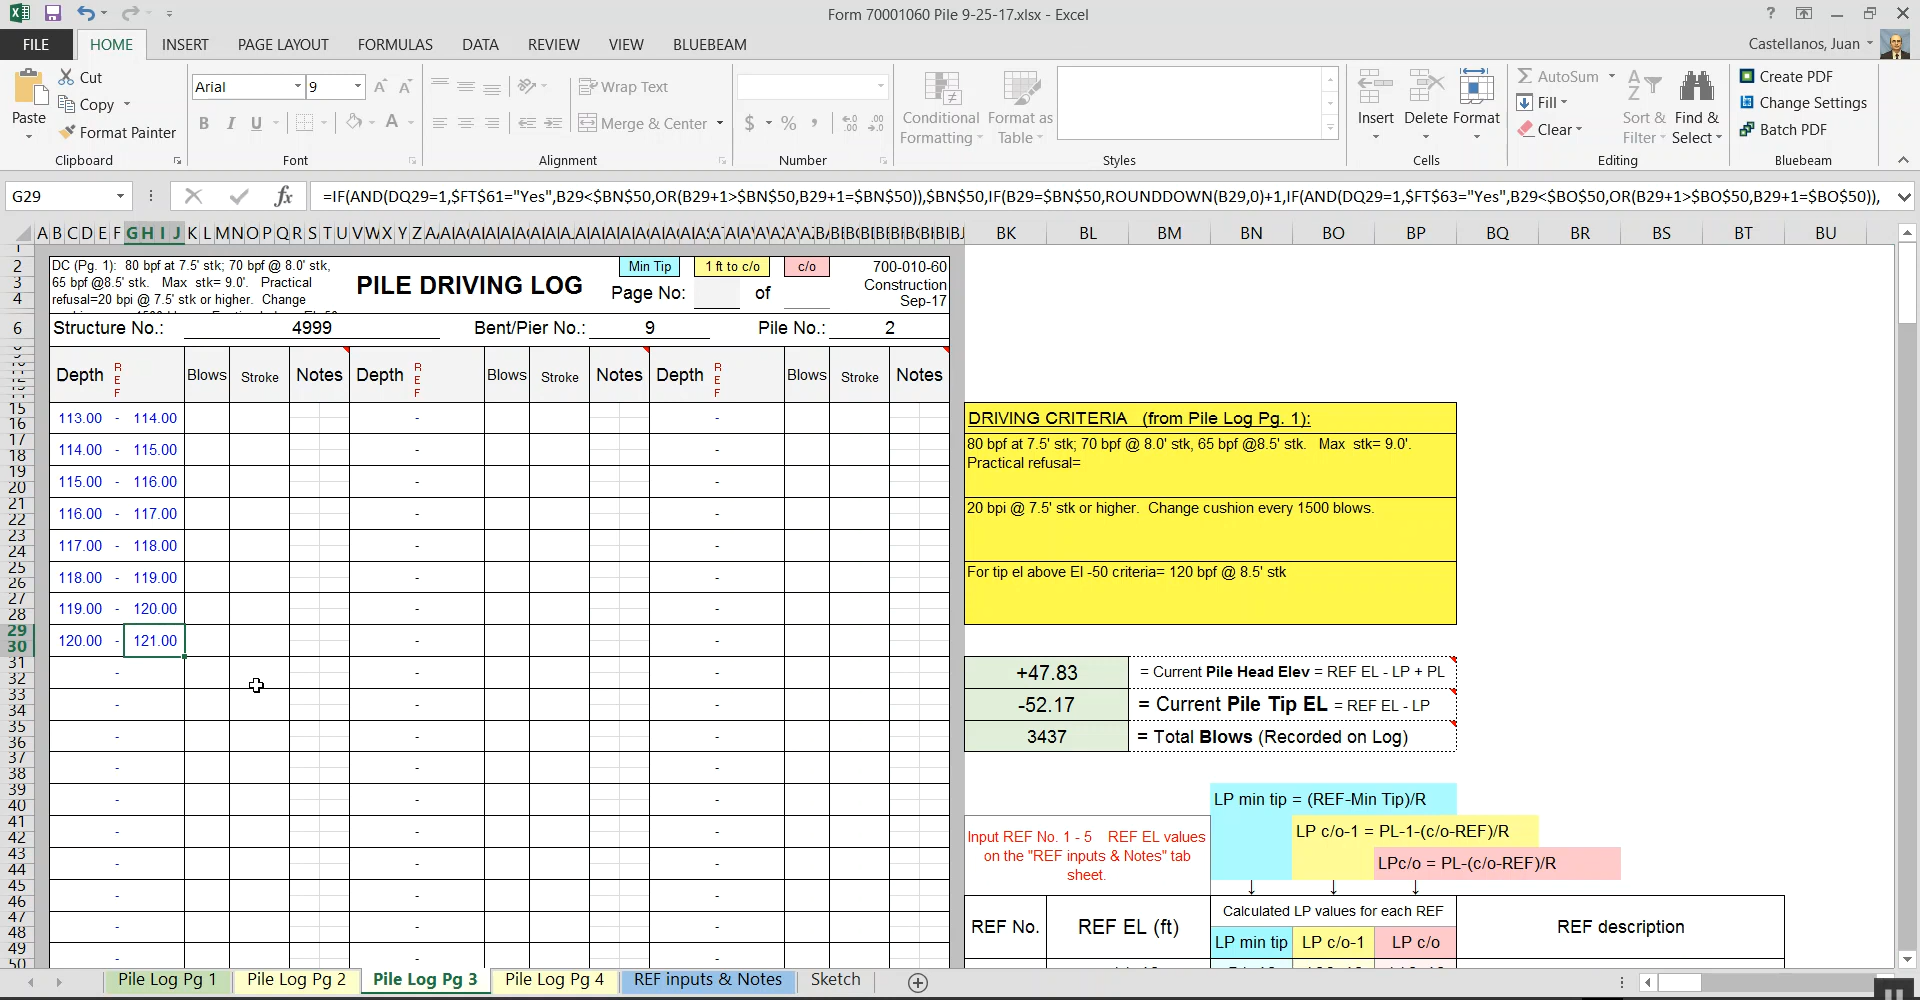 Form 70001060 Pile 9-25-17.xlsx - Excel
FILE HOME INSERT PAGE LAYOUT FORMULAS DATA REVIEW VIEW BLUEBEAM Castellanos, Juan
Paste Cut Copy Format Painter
Clipboard
Arial 9
B I U A
Font
Wrap Text
Merge & Center
Alignment
$ % ,
Number
Conditional Formatting Format as Table
Styles
Insert Delete Format
Cells
AutoSum
Fill
Clear
Sort & Filter Find & Select
Editing
Create PDF
Change Settings
Batch PDF
Bluebeam
G29 fx =IF(AND(DQ29=1,$FT$61="Yes",B29<$BN$50,OR(B29+1>$BN$50,B29+1=$BN$50)),$BN$50,IF(B29=$BN$50,ROUNDDOWN(B29,0)+1,IF(AND(DQ29=1,$FT$63="Yes",B29<$BO$50,OR(B29+1>$BO$50,B29+1=$BO$50)),
BK BL BM BN BO BP BQ BR BS BT BU
DC (Pg. 1): 80 bpf at 7.5' stk; 70 bpf @ 8.0' stk,
65 bpf @8.5' stk. Max stk= 9.0'. Practical
refusal=20 bpi @ 7.5' stk or higher. Change
PILE DRIVING LOG
Min Tip 1 ft to c/o c/o
Page No: of
700-010-60
Construction
Sep-17
Structure No.: 4999 Bent/Pier No.: 9 Pile No.: 2
Depth REF Blows Stroke Notes Depth REF Blows Stroke Notes Depth REF Blows Stroke Notes
113.00 - 114.00 - -
114.00 - 115.00 - -
115.00 - 116.00 - -
116.00 - 117.00 - -
117.00 - 118.00 - -
118.00 - 119.00 - -
119.00 - 120.00 - -
120.00 - 121.00 - -
DRIVING CRITERIA (from Pile Log Pg. 1):
80 bpf at 7.5' stk; 70 bpf @ 8.0' stk, 65 bpf @8.5' stk. Max stk= 9.0'.
Practical refusal=
20 bpi @ 7.5' stk or higher. Change cushion every 1500 blows.
For tip el above El -50 criteria= 120 bpf @ 8.5' stk
+47.83 = Current Pile Head Elev = REF EL - LP + PL
-52.17 = Current Pile Tip EL = REF EL - LP
3437 = Total Blows (Recorded on Log)
LP min tip = (REF-Min Tip)/R
LP c/o-1 = PL-1-(c/o-REF)/R
LPc/o = PL-(c/o-REF)/R
Input REF No. 1 - 5 REF EL values
on the "REF inputs & Notes" tab
sheet.
REF No. REF EL (ft) Calculated LP values for each REF REF description
LP min tip LP c/o-1 LP c/o
Pile Log Pg 1 Pile Log Pg 2 Pile Log Pg 3 Pile Log Pg 4 REF inputs & Notes Sketch